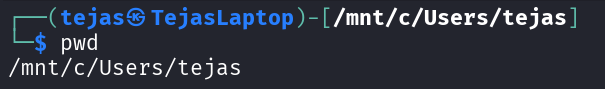 ┌──(tejas㉿TejasLaptop)-[/mnt/c/Users/tejas]
└─$ pwd
/mnt/c/Users/tejas